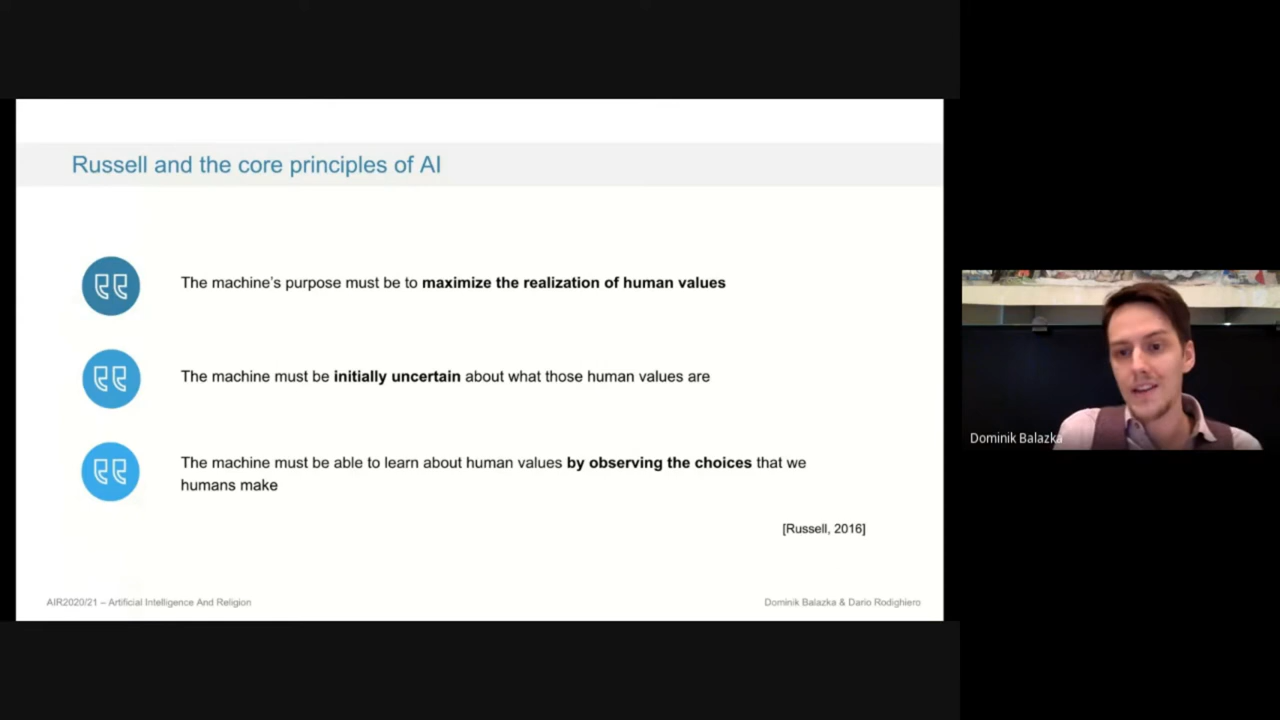 Russell and the core principles of AI
The machine’s purpose must be to maximize the realization of human values
The machine must be initially uncertain about what those human values are
The machine must be able to learn about human values by observing the choices that we
humans make
[Russell, 2016]
AIR2020/21 – Artificial Intelligence And Religion
Dominik Balazka & Dario Rodighiero
Dominik Balazka